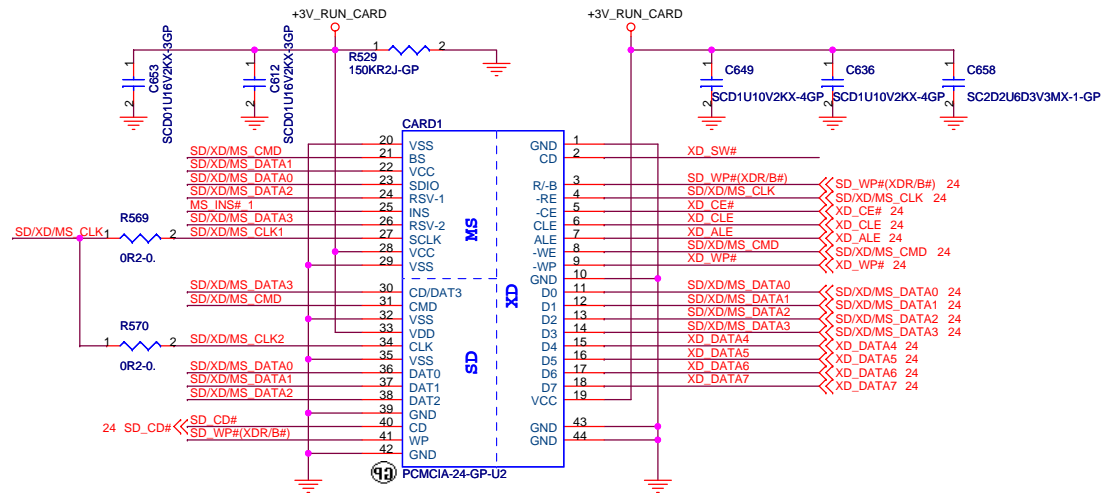 +3V_RUN_CARD
+3V_RUN_CARD
1 R529 2
150KR2J-GP
1 C653 2
SCD01U16V2KX-3GP
1 C612 2
SCD01U16V2KX-3GP
1 C649 2
SCD1U10V2KX-4GP
1 C636 2
SCD1U10V2KX-4GP
1 C658 2
SC2D2U6D3V3MX-1-GP
CARD1
20 VSS
SD/XD/MS_CMD 21 BS
SD/XD/MS_DATA1 22 VCC
SD/XD/MS_DATA0 23 SDIO
SD/XD/MS_DATA2 24 RSV-1
MS_INS#_1 25 INS
SD/XD/MS_DATA3 26 RSV-2
SD/XD/MS_CLK 1 R569 2 SD/XD/MS_CLK1 27 SCLK
0R2-0.
28 VCC
29 VSS
SD/XD/MS_DATA3 30 CD/DAT3
SD/XD/MS_CMD 31 CMD
32 VSS
33 VDD
1 R570 2 SD/XD/MS_CLK2 34 CLK
0R2-0.
35 VSS
SD/XD/MS_DATA0 36 DAT0
SD/XD/MS_DATA1 37 DAT1
SD/XD/MS_DATA2 38 DAT2
39 GND
24 SD_CD# SD_CD# 40 CD
SD_WP#(XDR/B#) 41 WP
42 GND
MS
XD
SD
GND 1
CD 2 XD_SW#
R/-B 3 SD_WP#(XDR/B#) SD_WP#(XDR/B#) 24
-RE 4 SD/XD/MS_CLK SD/XD/MS_CLK 24
-CE 5 XD_CE# XD_CE# 24
CLE 6 XD_CLE XD_CLE 24
ALE 7 XD_ALE XD_ALE 24
-WE 8 SD/XD/MS_CMD SD/XD/MS_CMD 24
-WP 9 XD_WP# XD_WP# 24
GND 10
D0 11 SD/XD/MS_DATA0 SD/XD/MS_DATA0 24
D1 12 SD/XD/MS_DATA1 SD/XD/MS_DATA1 24
D2 13 SD/XD/MS_DATA2 SD/XD/MS_DATA2 24
D3 14 SD/XD/MS_DATA3 SD/XD/MS_DATA3 24
D4 15 XD_DATA4 XD_DATA4 24
D5 16 XD_DATA5 XD_DATA5 24
D6 17 XD_DATA6 XD_DATA6 24
D7 18 XD_DATA7 XD_DATA7 24
VCC 19
GND 43
GND 44
GP PCMCIA-24-GP-U2